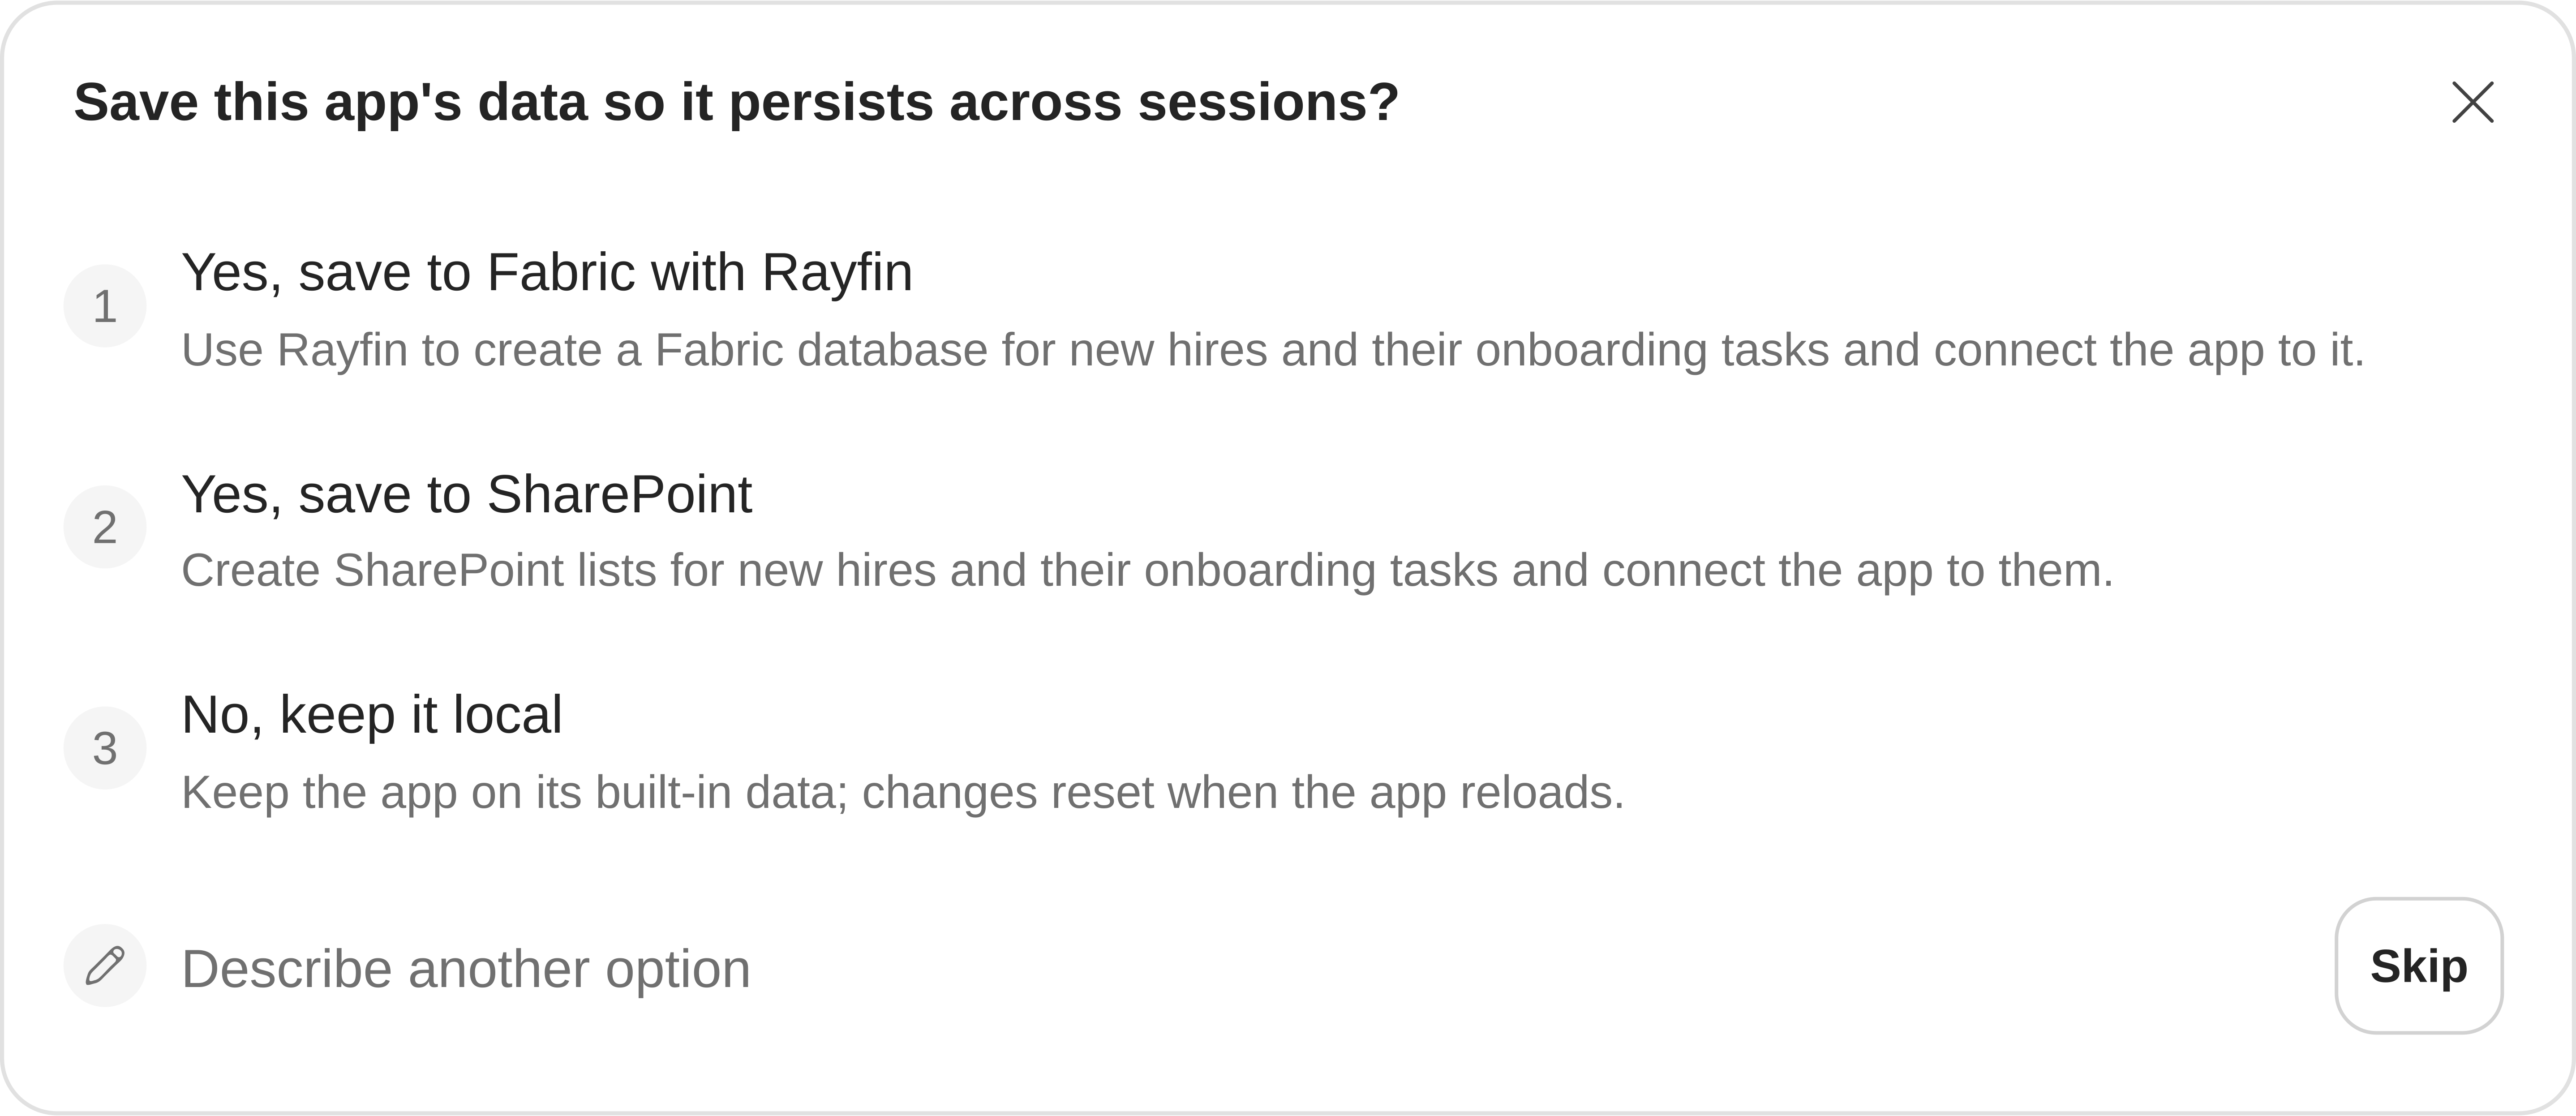 Save this app's data so it persists across sessions?
1
Yes, save to Fabric with Rayfin
Use Rayfin to create a Fabric database for new hires and their onboarding tasks and connect the app to it.
2
Yes, save to SharePoint
Create SharePoint lists for new hires and their onboarding tasks and connect the app to them.
3
No, keep it local
Keep the app on its built-in data; changes reset when the app reloads.
Describe another option
Skip